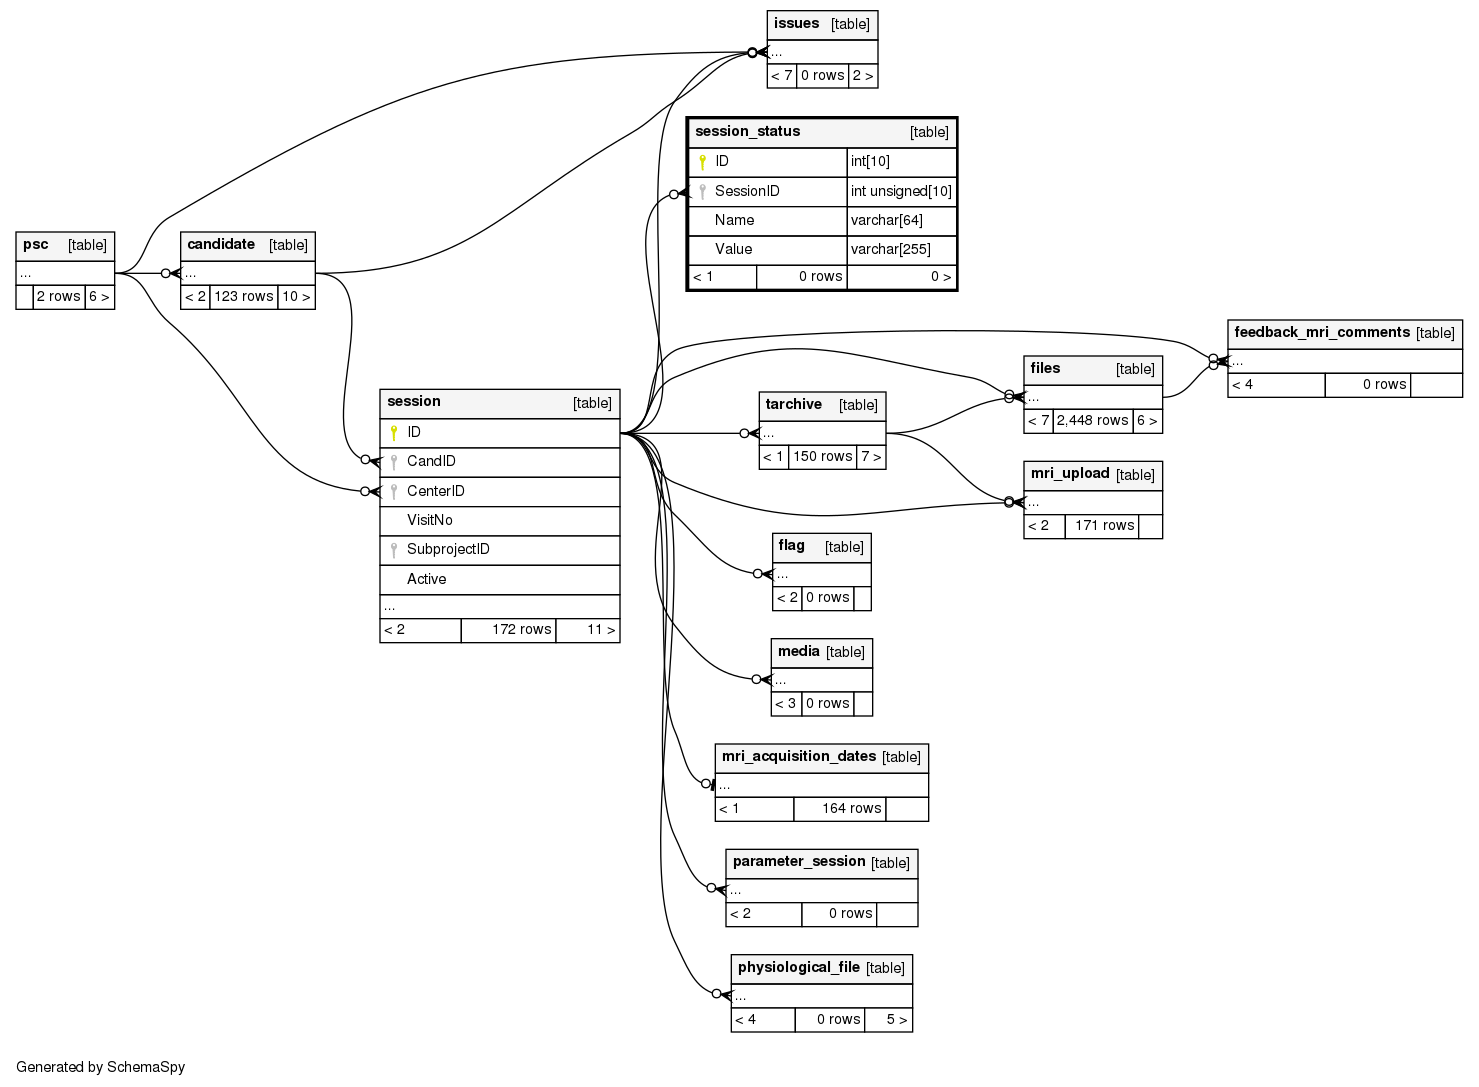 issues [table]
...
< 7 0 rows 2 >
session_status [table]
ID int[10]
SessionID int unsigned[10]
Name varchar[64]
Value varchar[255]
< 1 0 rows 0 >
psc [table]
...
2 rows 6 >
candidate [table]
...
< 2 123 rows 10 >
feedback_mri_comments [table]
...
< 4 0 rows
files [table]
...
< 7 2,448 rows 6 >
session [table]
ID
CandID
CenterID
VisitNo
SubprojectID
Active
...
< 2 172 rows 11 >
tarchive [table]
...
< 1 150 rows 7 >
mri_upload [table]
...
< 2 171 rows
flag [table]
...
< 2 0 rows
media [table]
...
< 3 0 rows
mri_acquisition_dates [table]
...
< 1 164 rows
parameter_session [table]
...
< 2 0 rows
physiological_file [table]
...
< 4 0 rows 5 >
Generated by SchemaSpy